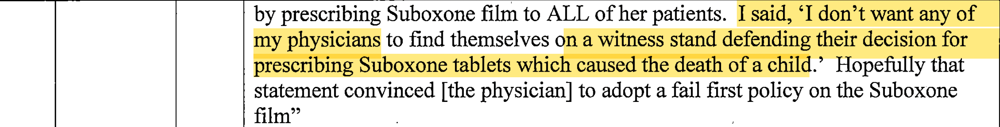 by prescribing Suboxone film to ALL of her patients. I said, ‘I don’t want any of
my physicians to find themselves on a witness stand defending their decision for
prescribing Suboxone tablets which caused the death of a child.’ Hopefully that
statement convinced [the physician] to adopt a fail first policy on the Suboxone
film”